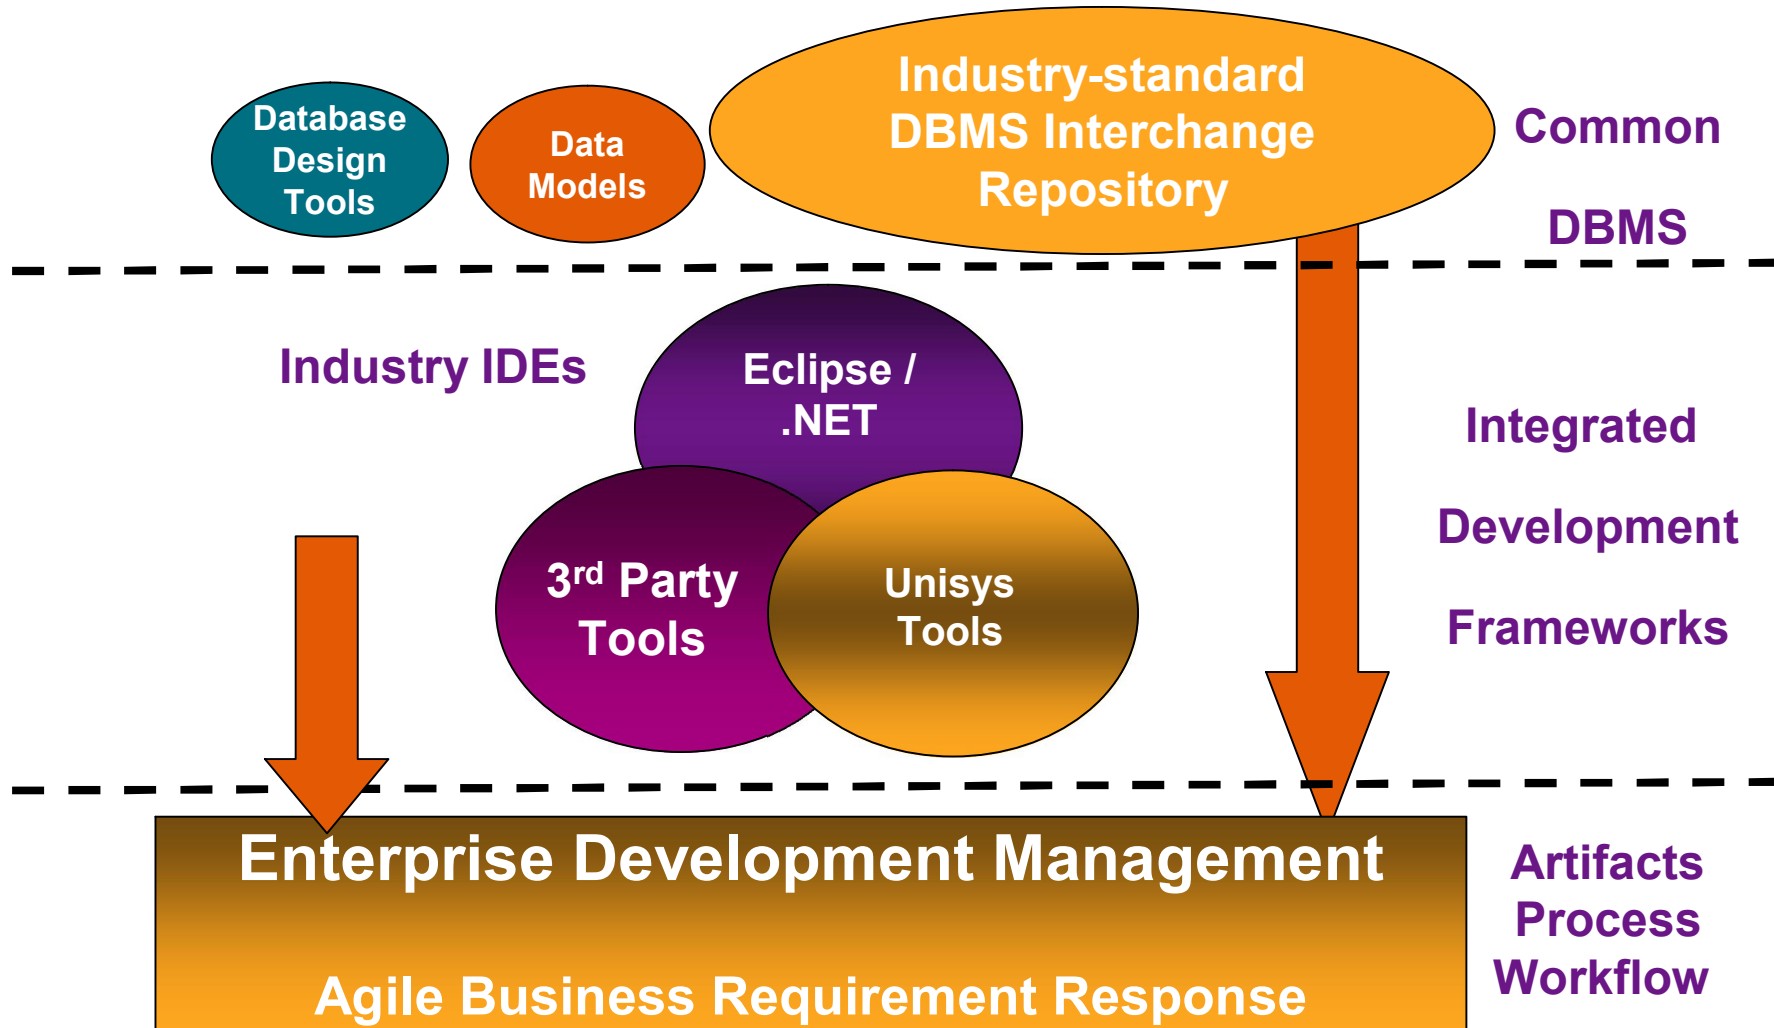 Database
Design
Tools
Data
Models
Industry-standard
DBMS Interchange
Repository
Common
DBMS
Industry IDEs
Eclipse /
.NET
3rd Party
Tools
Unisys
Tools
Integrated
Development
Frameworks
Enterprise Development Management
Agile Business Requirement Response
Artifacts
Process
Workflow